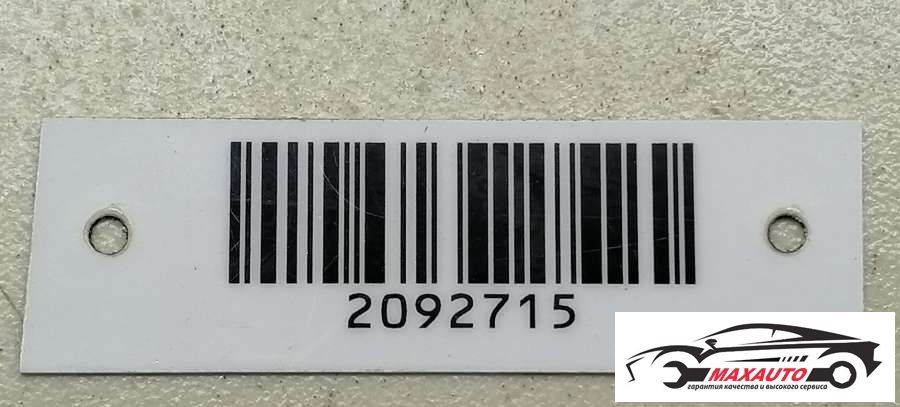 2092715
MAXAUTO
гарантия качества и высокого сервиса